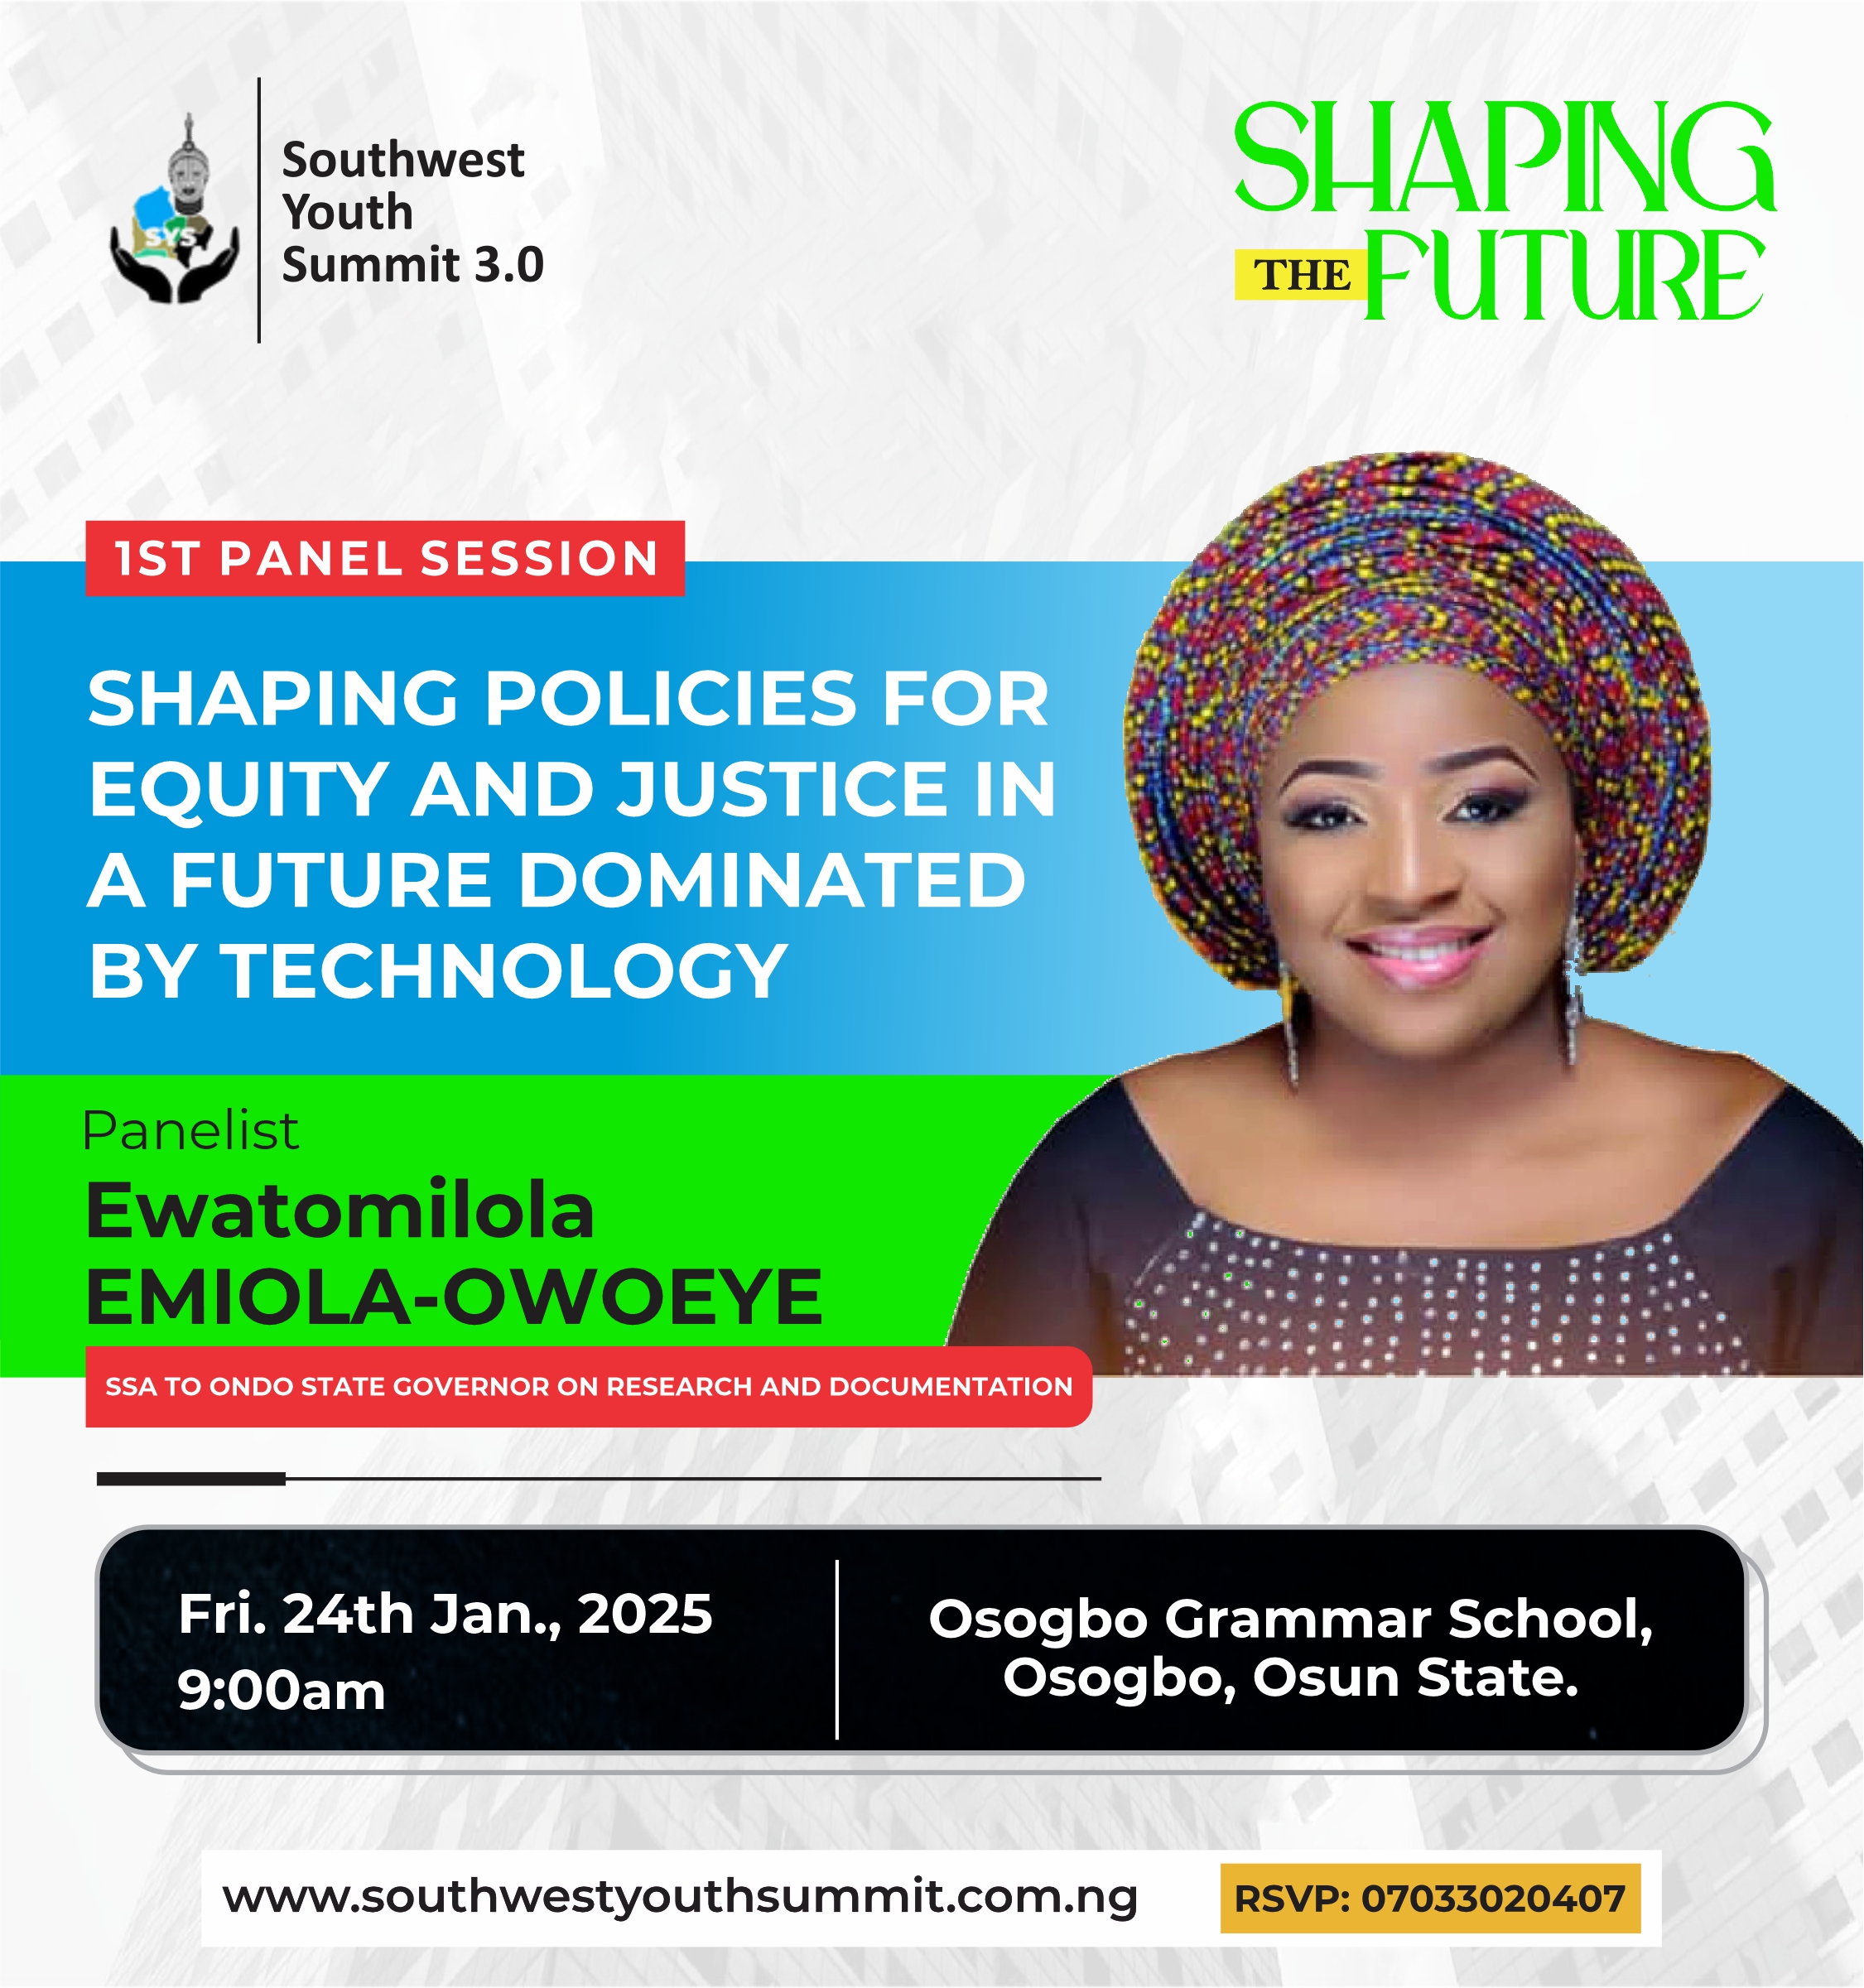 SYS
Southwest
Youth
Summit 3.0
SHAPING
THE FUTURE
1ST PANEL SESSION
SHAPING POLICIES FOR
EQUITY AND JUSTICE IN
A FUTURE DOMINATED
BY TECHNOLOGY
Panelist
Ewatomilola
EMIOLA-OWOEYE
SSA TO ONDO STATE GOVERNOR ON RESEARCH AND DOCUMENTATION
Fri. 24th Jan., 2025
9:00am
Osogbo Grammar School,
Osogbo, Osun State.
www.southwestyouthsummit.com.ng
RSVP: 07033020407